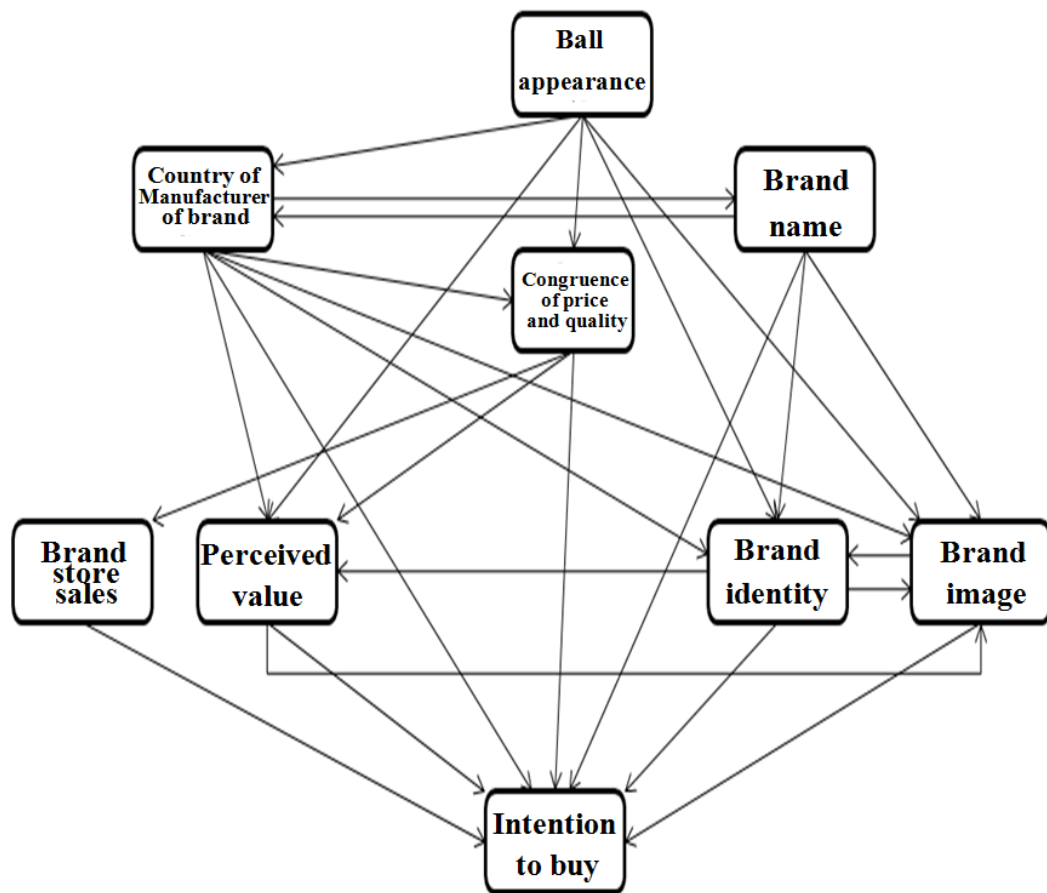 Ball
appearance
Country of
Manufacturer
of brand
Brand
name
Congruence
of price
and quality
Brand
store
sales
Perceived
value
Brand
identity
Brand
image
Intention
to buy